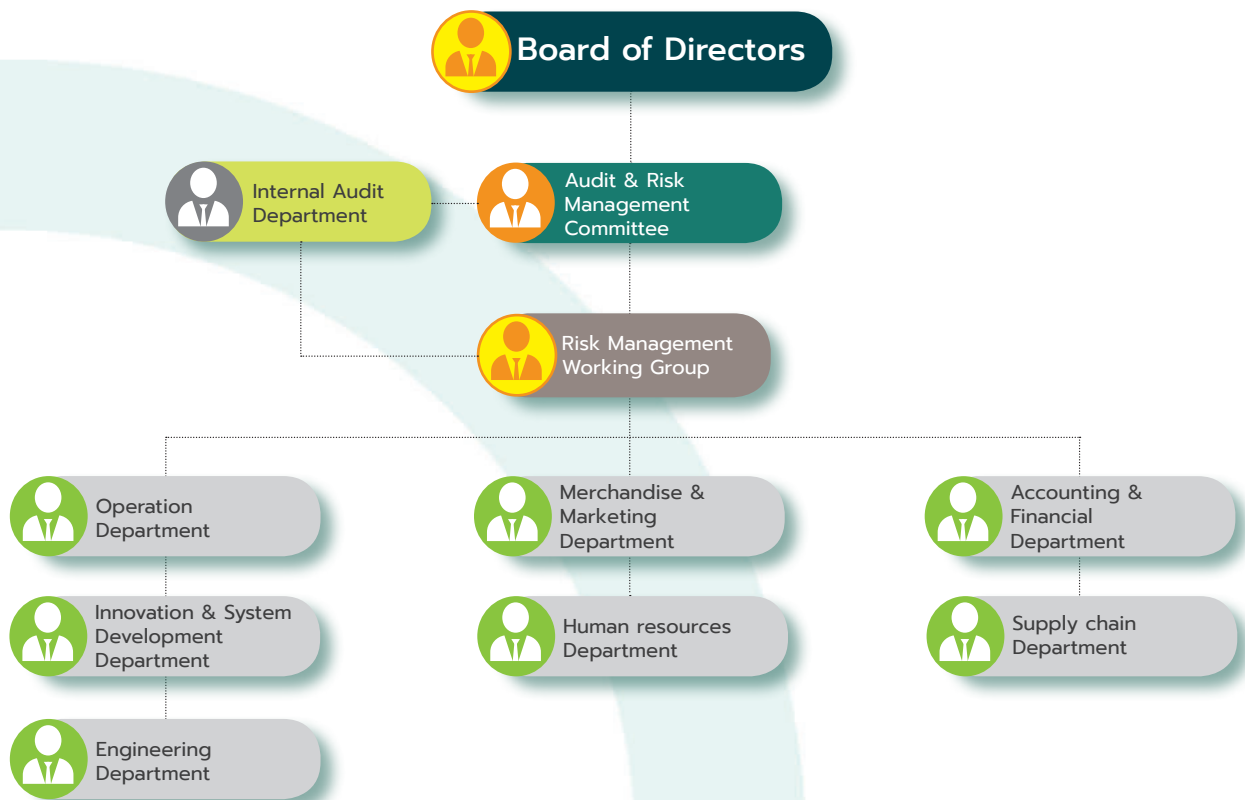 Board of Directors
Internal Audit
Department
Audit & Risk
Management
Committee
Risk Management
Working Group
Operation
Department
Merchandise &
Marketing
Department
Accounting &
Financial
Department
Innovation & System
Development
Department
Human resources
Department
Supply chain
Department
Engineering
Department